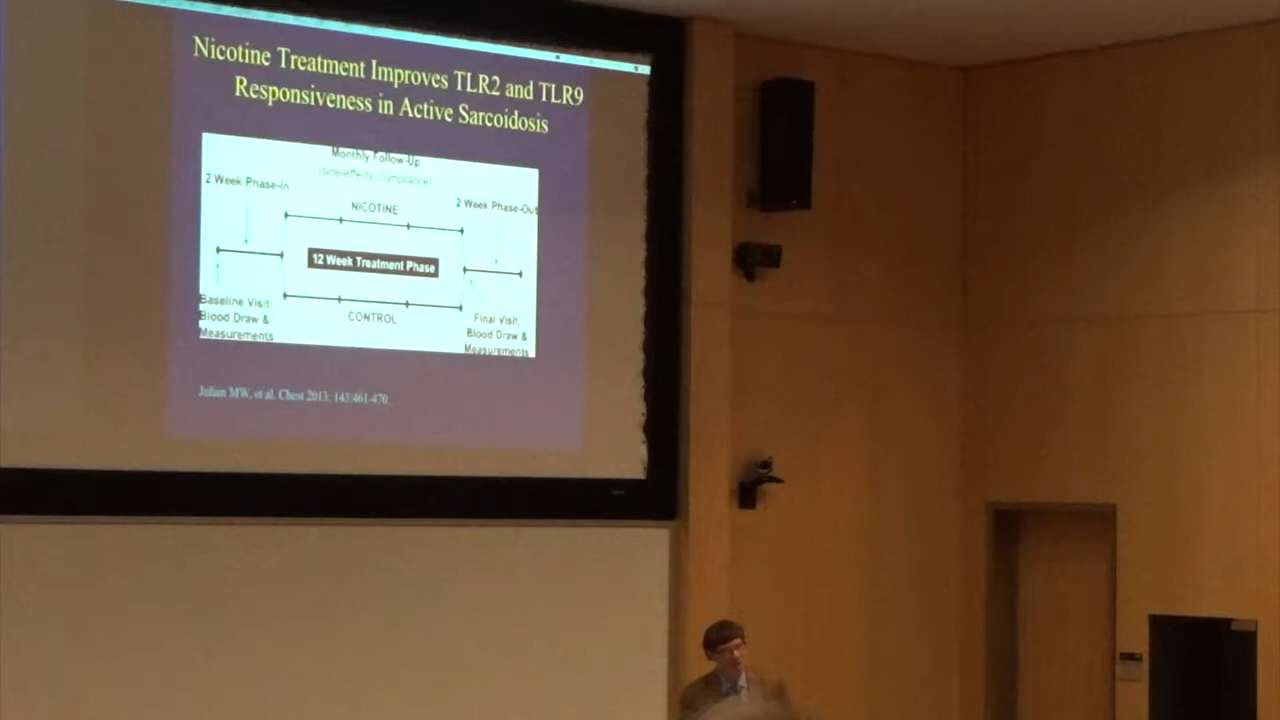 Nicotine Treatment Improves TLR2 and TLR9
Responsiveness in Active Sarcoidosis
Monthly Follow-Up
(side-effects, compliance)
2 Week Phase-In
NICOTINE
2 Week Phase-Out
12 Week Treatment Phase
Baseline Visit
Blood Draw &
Measurements
CONTROL
Final Visit,
Blood Draw &
Measurements
Julian MW, et al. Chest 2013; 143:461-470.